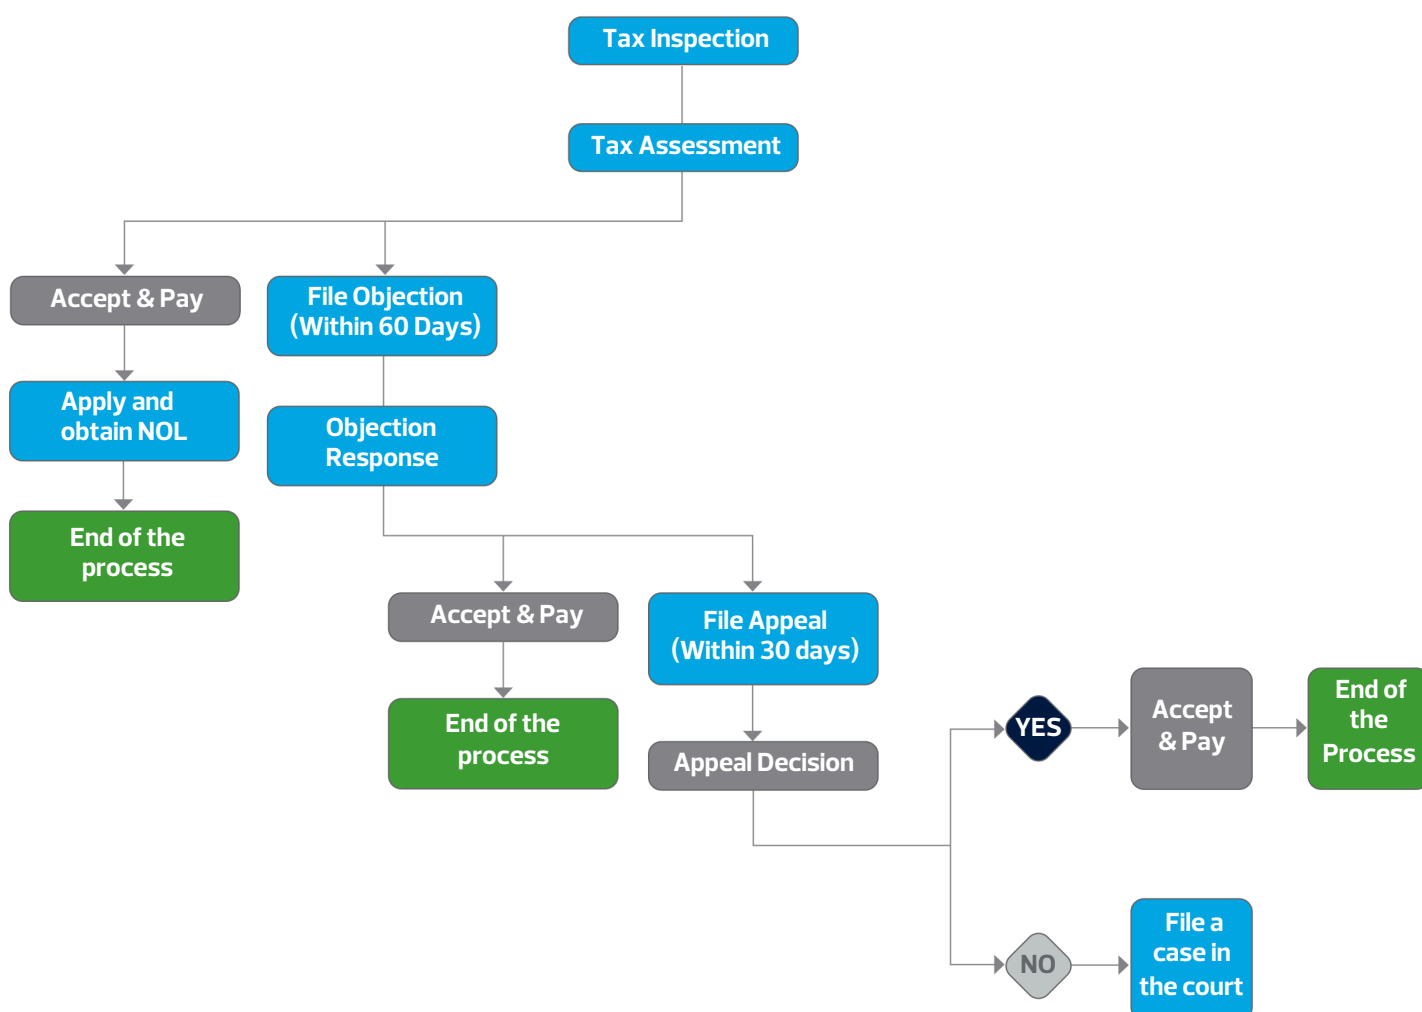 Tax Inspection
Tax Assessment
Accept & Pay
File Objection
(Within 60 Days)
Apply and
obtain NOL
Objection
Response
End of the
process
Accept & Pay
File Appeal
(Within 30 days)
End of the
process
Appeal Decision
YES
Accept
& Pay
End of
the
Process
NO
File a
case in
the court